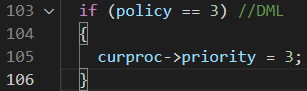 103 if (policy == 3) //DML
104 {
105 curproc->priority = 3;
106 }